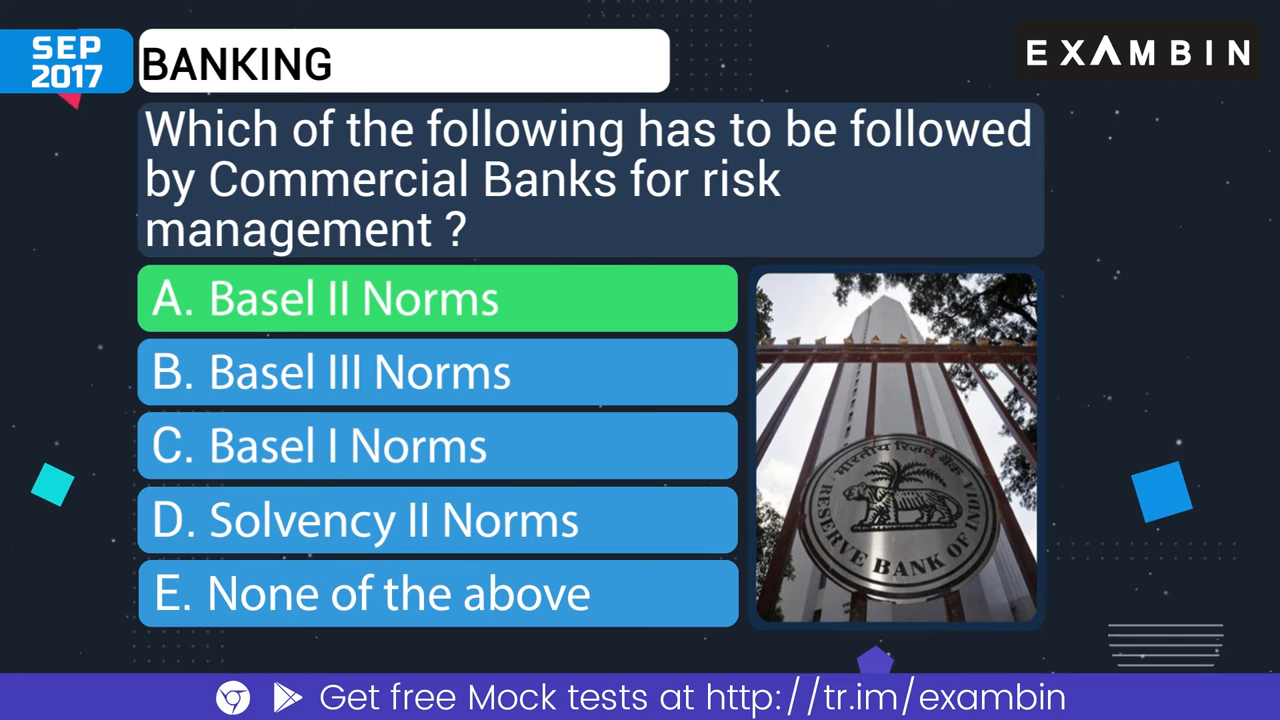 SEP
2017
BANKING
EXAMBIN
Which of the following has to be followed
by Commercial Banks for risk
management ?
A. Basel II Norms
B. Basel III Norms
C. Basel I Norms
D. Solvency II Norms
E. None of the above
भारतीय रिज़र्व बैंक
RESERVE BANK OF INDIA
Get free Mock tests at http://tr.im/exambin